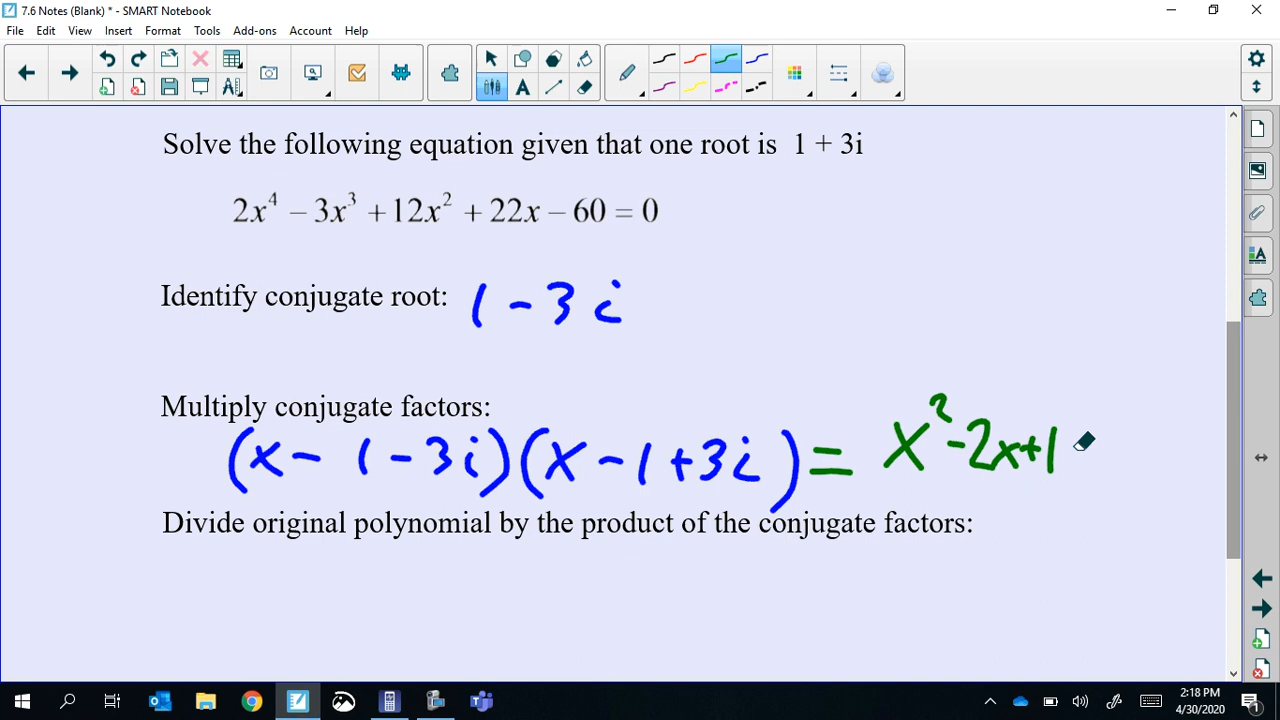 7.6 Notes (Blank) * - SMART Notebook
File Edit View Insert Format Tools Add-ons Account Help
Solve the following equation given that one root is 1 + 3i
2x⁴ − 3x³ + 12x² + 22x − 60 = 0
Identify conjugate root: 1 - 3i
Multiply conjugate factors:
(x - 1 - 3i)(x - 1 + 3i) = x² - 2x + 1
Divide original polynomial by the product of the conjugate factors:
2:18 PM
4/30/2020